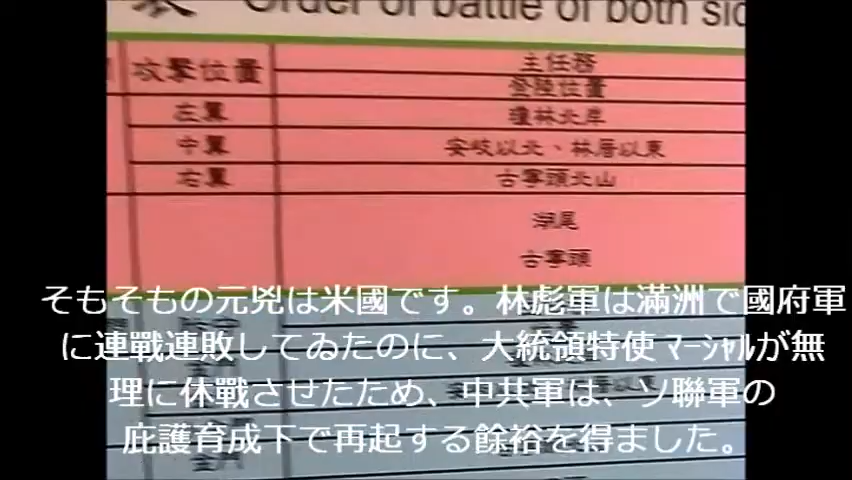 Order of battle of both sid
攻擊位置
主任務
登陸位置
左翼
瓊林北岸
中翼
安岐以北、林厝以東
右翼
古寧頭北山
湖尾
古寧頭
そもそもの元兇は米國です。林彪軍は滿洲で國府軍
に連戰連敗してゐたのに、大統領特使ﾏｰｼｬﾙが無
理に休戰させたため、中共軍は、ソ聯軍の
庇護育成下で再起する餘裕を得ました。